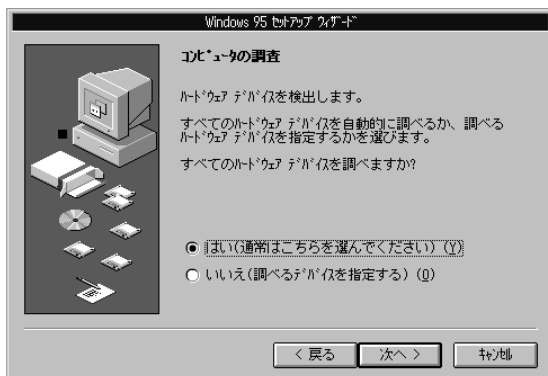 Windows 95 ｾｯﾄｱｯﾌﾟ ｳｨｻﾞｰﾄﾞ
ｺﾝﾋﾟｭｰﾀの調査
ﾊｰﾄﾞｳｪｱ ﾃﾞﾊﾞｲｽを検出します。
すべてのﾊｰﾄﾞｳｪｱ ﾃﾞﾊﾞｲｽを自動的に調べるか、調べる
ﾊｰﾄﾞｳｪｱ ﾃﾞﾊﾞｲｽを指定するかを選びます。
すべてのﾊｰﾄﾞｳｪｱ ﾃﾞﾊﾞｲｽを調べますか?
はい(通常はこちらを選んでください) (Y)
いいえ(調べるﾃﾞﾊﾞｲｽを指定する) (O)
< 戻る
次へ >
ｷｬﾝｾﾙ